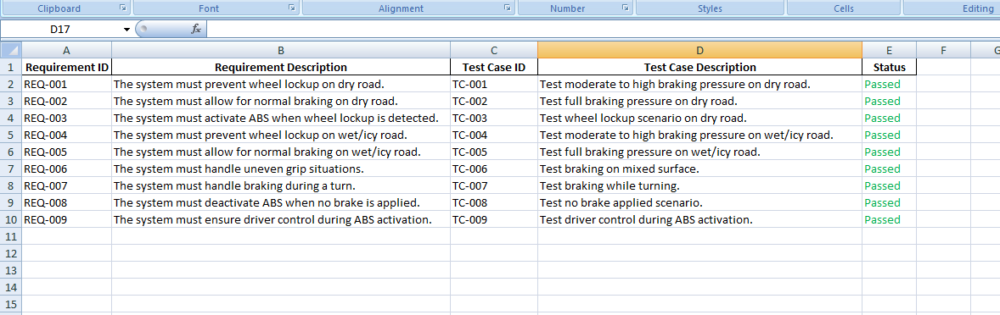 Clipboard Font Alignment Number Styles Cells Editing
D17 fx
A B C D E F G
1 Requirement ID Requirement Description Test Case ID Test Case Description Status
2 REQ-001 The system must prevent wheel lockup on dry road. TC-001 Test moderate to high braking pressure on dry road. Passed
3 REQ-002 The system must allow for normal braking on dry road. TC-002 Test full braking pressure on dry road. Passed
4 REQ-003 The system must activate ABS when wheel lockup is detected. TC-003 Test wheel lockup scenario on dry road. Passed
5 REQ-004 The system must prevent wheel lockup on wet/icy road. TC-004 Test moderate to high braking pressure on wet/icy road. Passed
6 REQ-005 The system must allow for normal braking on wet/icy road. TC-005 Test full braking pressure on wet/icy road. Passed
7 REQ-006 The system must handle uneven grip situations. TC-006 Test braking on mixed surface. Passed
8 REQ-007 The system must handle braking during a turn. TC-007 Test braking while turning. Passed
9 REQ-008 The system must deactivate ABS when no brake is applied. TC-008 Test no brake applied scenario. Passed
10 REQ-009 The system must ensure driver control during ABS activation. TC-009 Test driver control during ABS activation. Passed
11
12
13
14
15